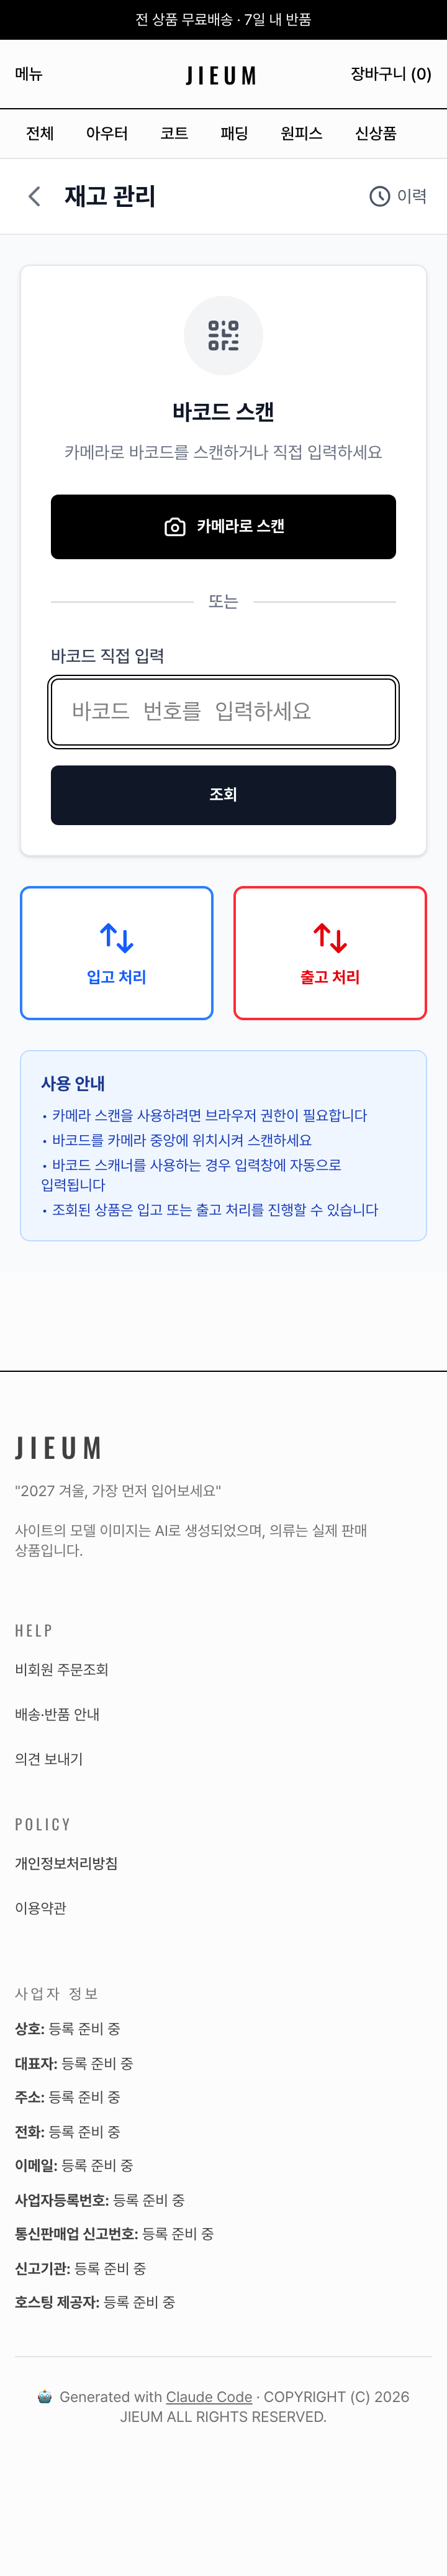 전 상품 무료배송 · 7일 내 반품
메뉴
JIEUM
장바구니 (0)
전체 아우터 코트 패딩 원피스 신상품
재고 관리
이력
바코드 스캔
카메라로 바코드를 스캔하거나 직접 입력하세요
카메라로 스캔
또는
바코드 직접 입력
바코드 번호를 입력하세요
조회
입고 처리
출고 처리
사용 안내
• 카메라 스캔을 사용하려면 브라우저 권한이 필요합니다
• 바코드를 카메라 중앙에 위치시켜 스캔하세요
• 바코드 스캐너를 사용하는 경우 입력창에 자동으로
입력됩니다
• 조회된 상품은 입고 또는 출고 처리를 진행할 수 있습니다
JIEUM
"2027 겨울, 가장 먼저 입어보세요"
사이트의 모델 이미지는 AI로 생성되었으며, 의류는 실제 판매
상품입니다.
HELP
비회원 주문조회
배송·반품 안내
의견 보내기
POLICY
개인정보처리방침
이용약관
사업자 정보
상호: 등록 준비 중
대표자: 등록 준비 중
주소: 등록 준비 중
전화: 등록 준비 중
이메일: 등록 준비 중
사업자등록번호: 등록 준비 중
통신판매업 신고번호: 등록 준비 중
신고기관: 등록 준비 중
호스팅 제공자: 등록 준비 중
🤖 Generated with Claude Code · COPYRIGHT (C) 2026
JIEUM ALL RIGHTS RESERVED.